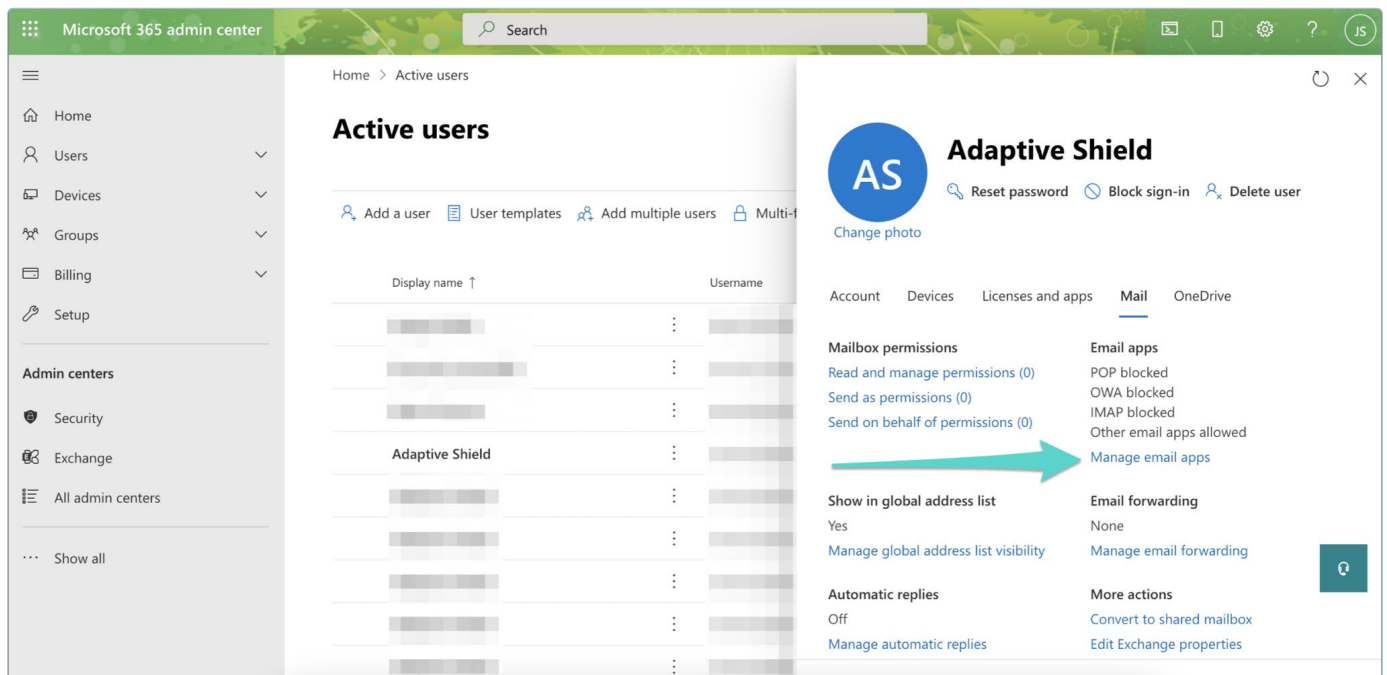 Microsoft 365 admin center
Search
JS
Home
Users
Devices
Groups
Billing
Setup
Admin centers
Security
Exchange
All admin centers
Show all
Home > Active users
Active users
Add a user User templates Add multiple users
Display name ↑ Username
Adaptive Shield
AS
Change photo
Adaptive Shield
Reset password Block sign-in Delete user
Account Devices Licenses and apps Mail OneDrive
Mailbox permissions
Read and manage permissions (0)
Send as permissions (0)
Send on behalf of permissions (0)
Email apps
POP blocked
OWA blocked
IMAP blocked
Other email apps allowed
Manage email apps
Show in global address list
Yes
Manage global address list visibility
Email forwarding
None
Manage email forwarding
Automatic replies
Off
Manage automatic replies
More actions
Convert to shared mailbox
Edit Exchange properties